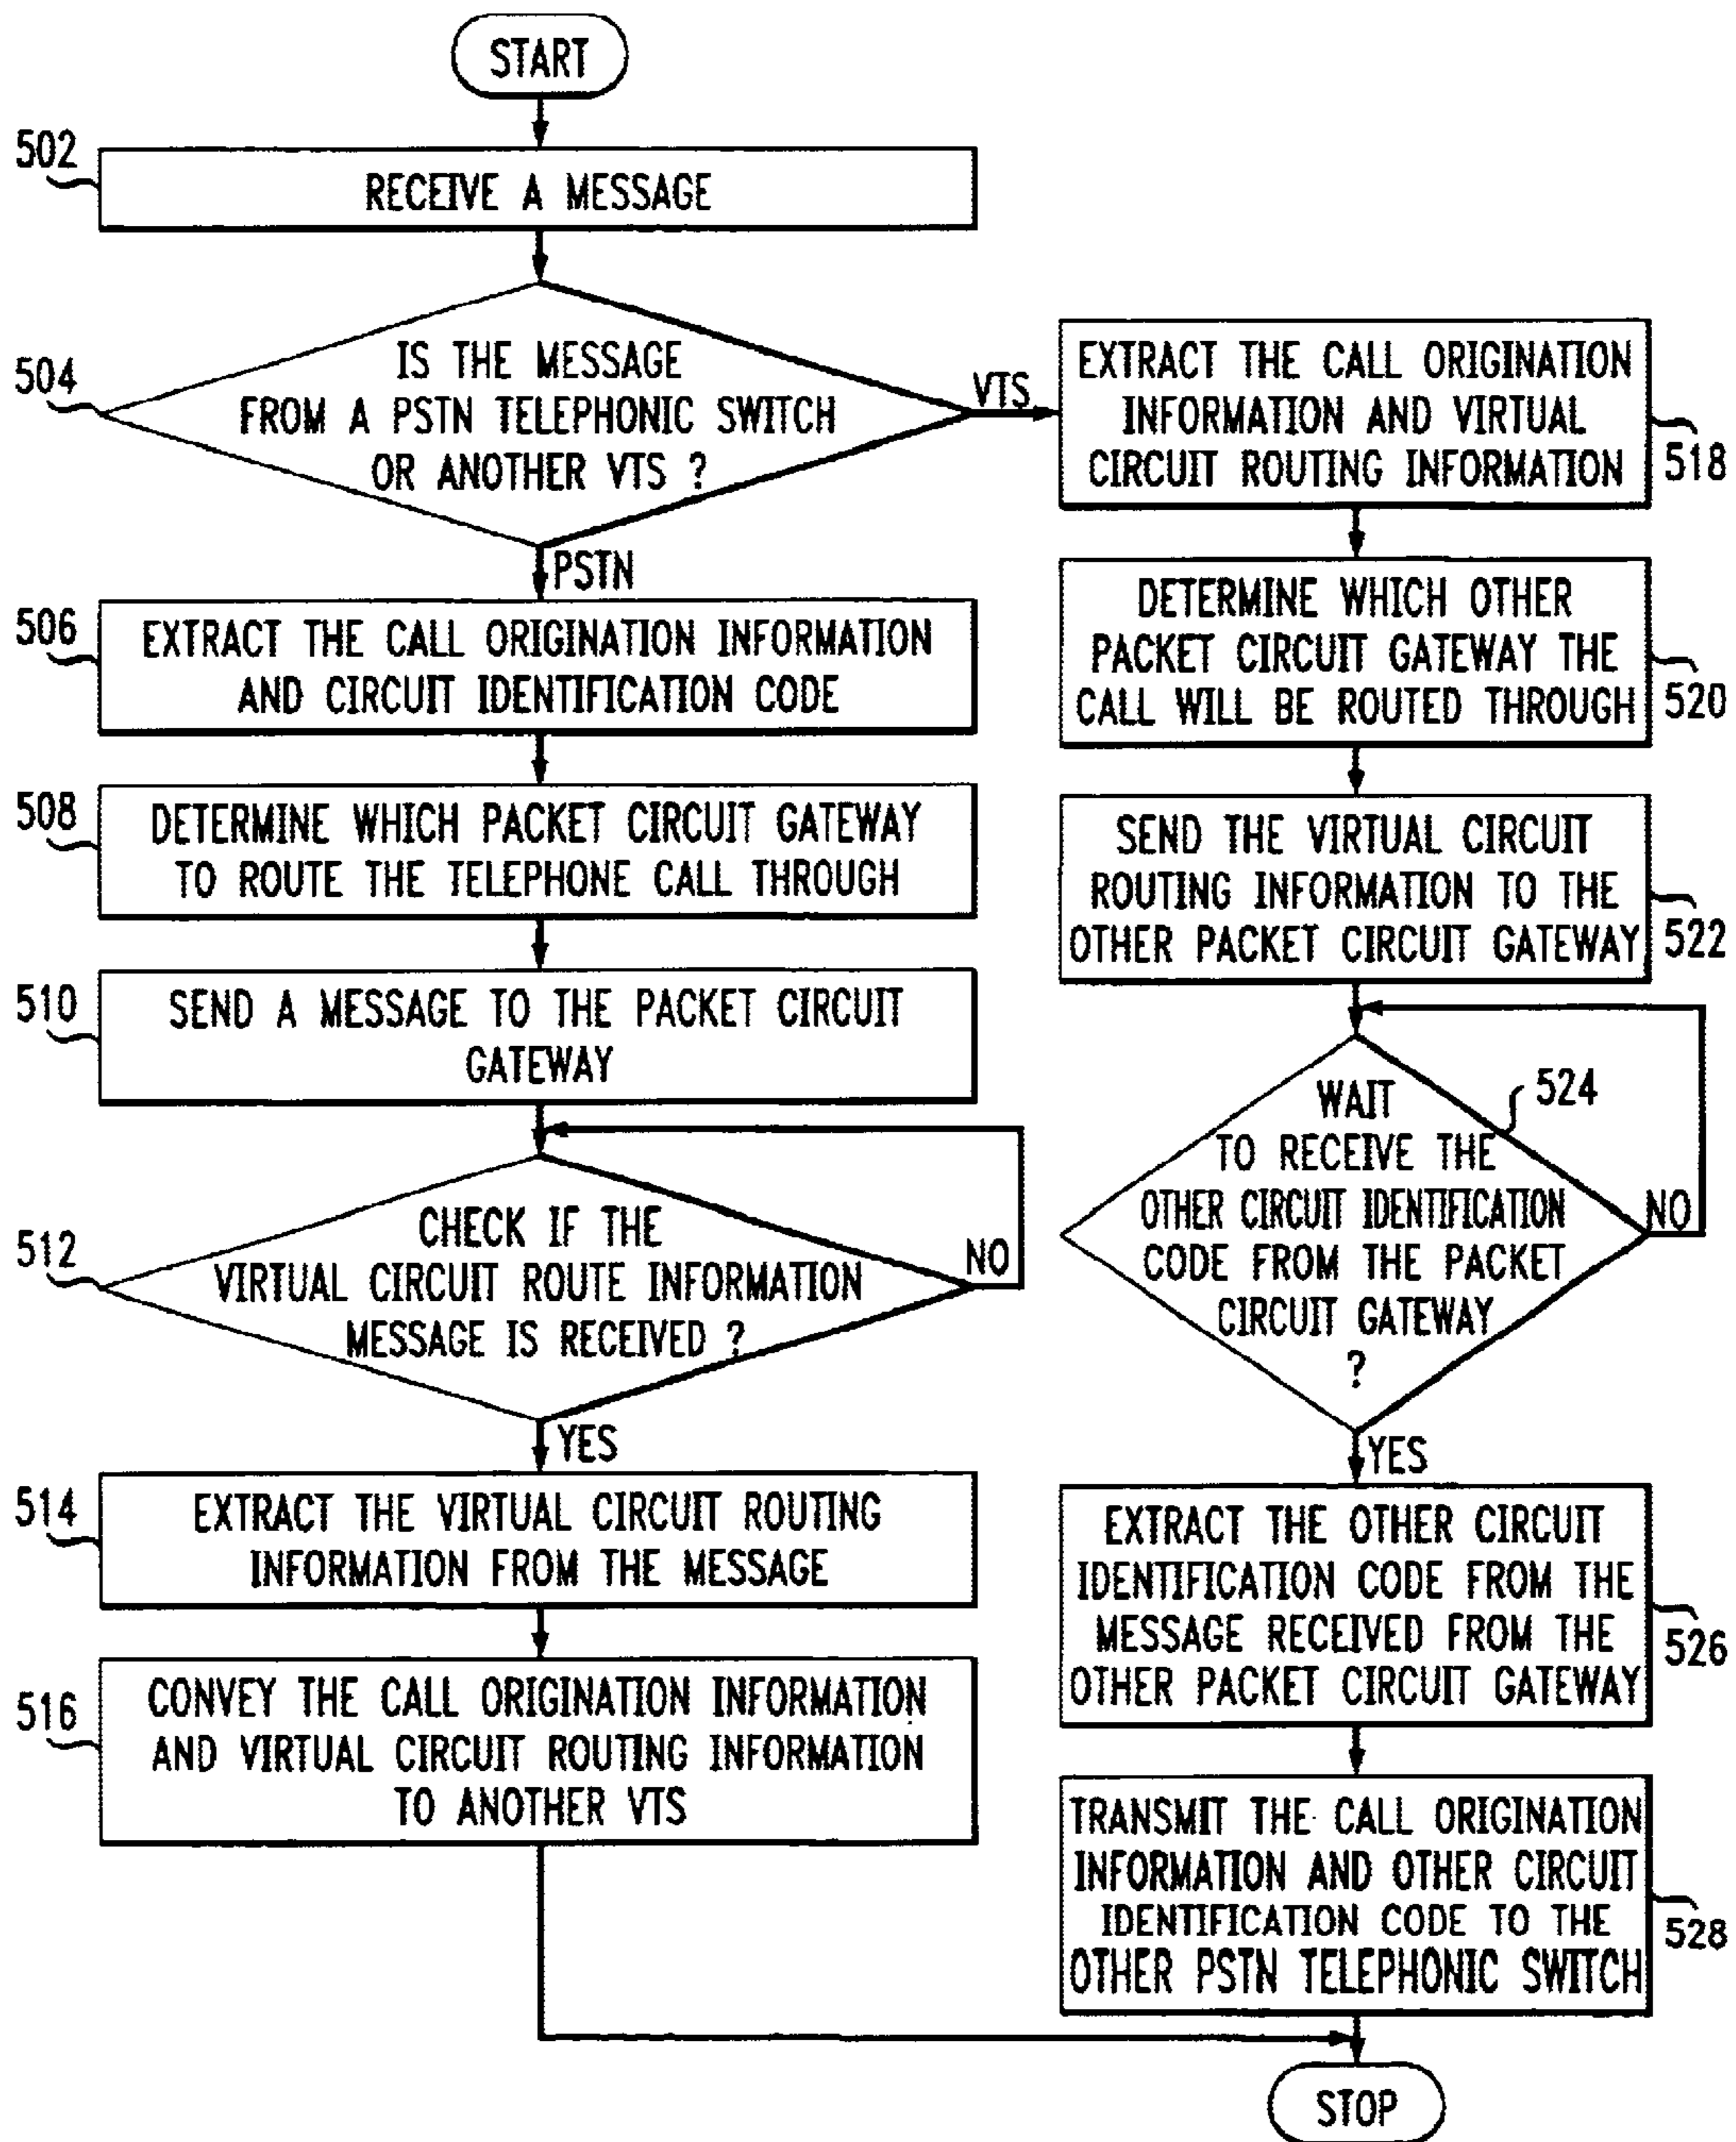 START
502
RECEIVE A MESSAGE
504
IS THE MESSAGE
FROM A PSTN TELEPHONIC SWITCH
OR ANOTHER VTS ?
VTS
PSTN
506
EXTRACT THE CALL ORIGINATION INFORMATION
AND CIRCUIT IDENTIFICATION CODE
508
DETERMINE WHICH PACKET CIRCUIT GATEWAY
TO ROUTE THE TELEPHONE CALL THROUGH
510
SEND A MESSAGE TO THE PACKET CIRCUIT
GATEWAY
512
CHECK IF THE
VIRTUAL CIRCUIT ROUTE INFORMATION
MESSAGE IS RECEIVED ?
NO
YES
514
EXTRACT THE VIRTUAL CIRCUIT ROUTING
INFORMATION FROM THE MESSAGE
516
CONVEY THE CALL ORIGINATION INFORMATION
AND VIRTUAL CIRCUIT ROUTING INFORMATION
TO ANOTHER VTS
EXTRACT THE CALL ORIGINATION
INFORMATION AND VIRTUAL
CIRCUIT ROUTING INFORMATION
518
DETERMINE WHICH OTHER
PACKET CIRCUIT GATEWAY THE
CALL WILL BE ROUTED THROUGH
520
SEND THE VIRTUAL CIRCUIT
ROUTING INFORMATION TO THE
OTHER PACKET CIRCUIT GATEWAY
522
524
WAIT
TO RECEIVE THE
OTHER CIRCUIT IDENTIFICATION
CODE FROM THE PACKET
CIRCUIT GATEWAY
?
NO
YES
EXTRACT THE OTHER CIRCUIT
IDENTIFICATION CODE FROM THE
MESSAGE RECEIVED FROM THE
OTHER PACKET CIRCUIT GATEWAY
526
TRANSMIT THE CALL ORIGINATION
INFORMATION AND OTHER CIRCUIT
IDENTIFICATION CODE TO THE
OTHER PSTN TELEPHONIC SWITCH
528
STOP